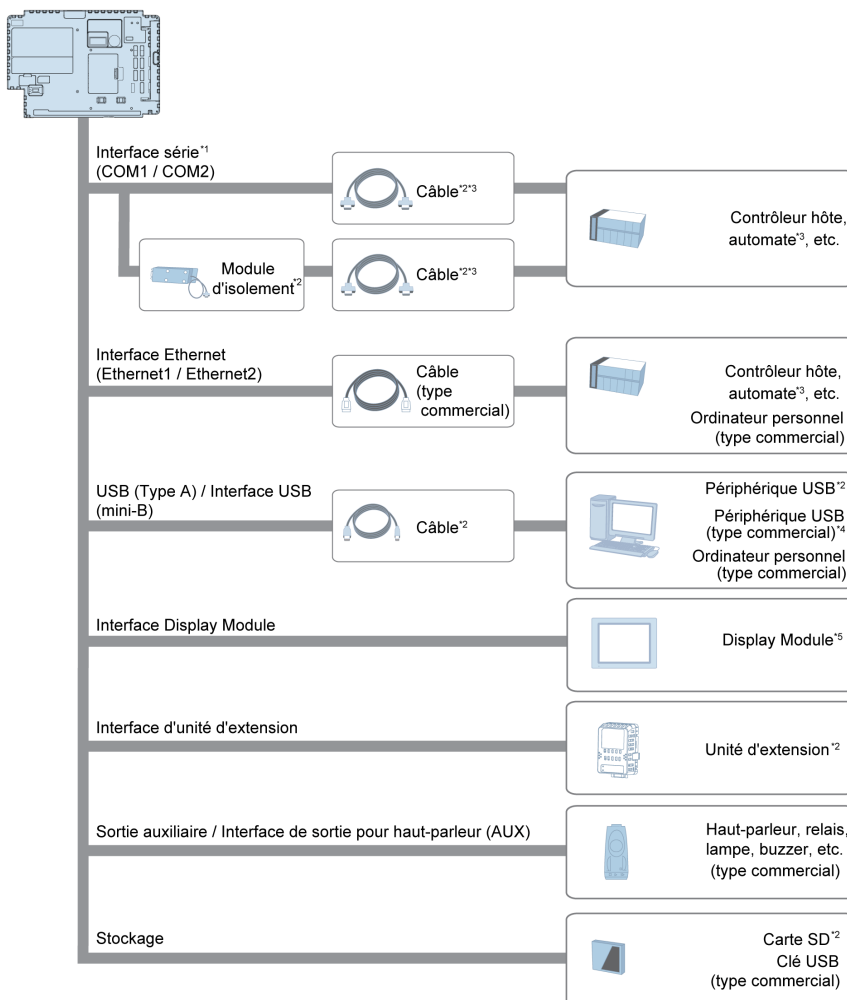 Interface série*1
(COM1 / COM2)
Câble*2*3
Contrôleur hôte,
automate*3, etc.
Module
d'isolement*2
Câble*2*3
Interface Ethernet
(Ethernet1 / Ethernet2)
Câble
(type
commercial)
Contrôleur hôte,
automate*3, etc.
Ordinateur personnel
(type commercial)
USB (Type A) / Interface USB
(mini-B)
Câble*2
Périphérique USB*2
Périphérique USB
(type commercial)*4
Ordinateur personnel
(type commercial)
Interface Display Module
Display Module*5
Interface d'unité d'extension
Unité d'extension*2
Sortie auxiliaire / Interface de sortie pour haut-parleur (AUX)
Haut-parleur, relais,
lampe, buzzer, etc.
(type commercial)
Stockage
Carte SD*2
Clé USB
(type commercial)